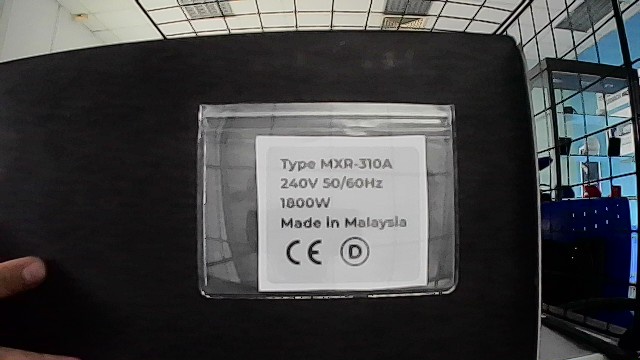 Type MXR-310A
240V 50/60Hz
1800W
Made in Malaysia
CE D